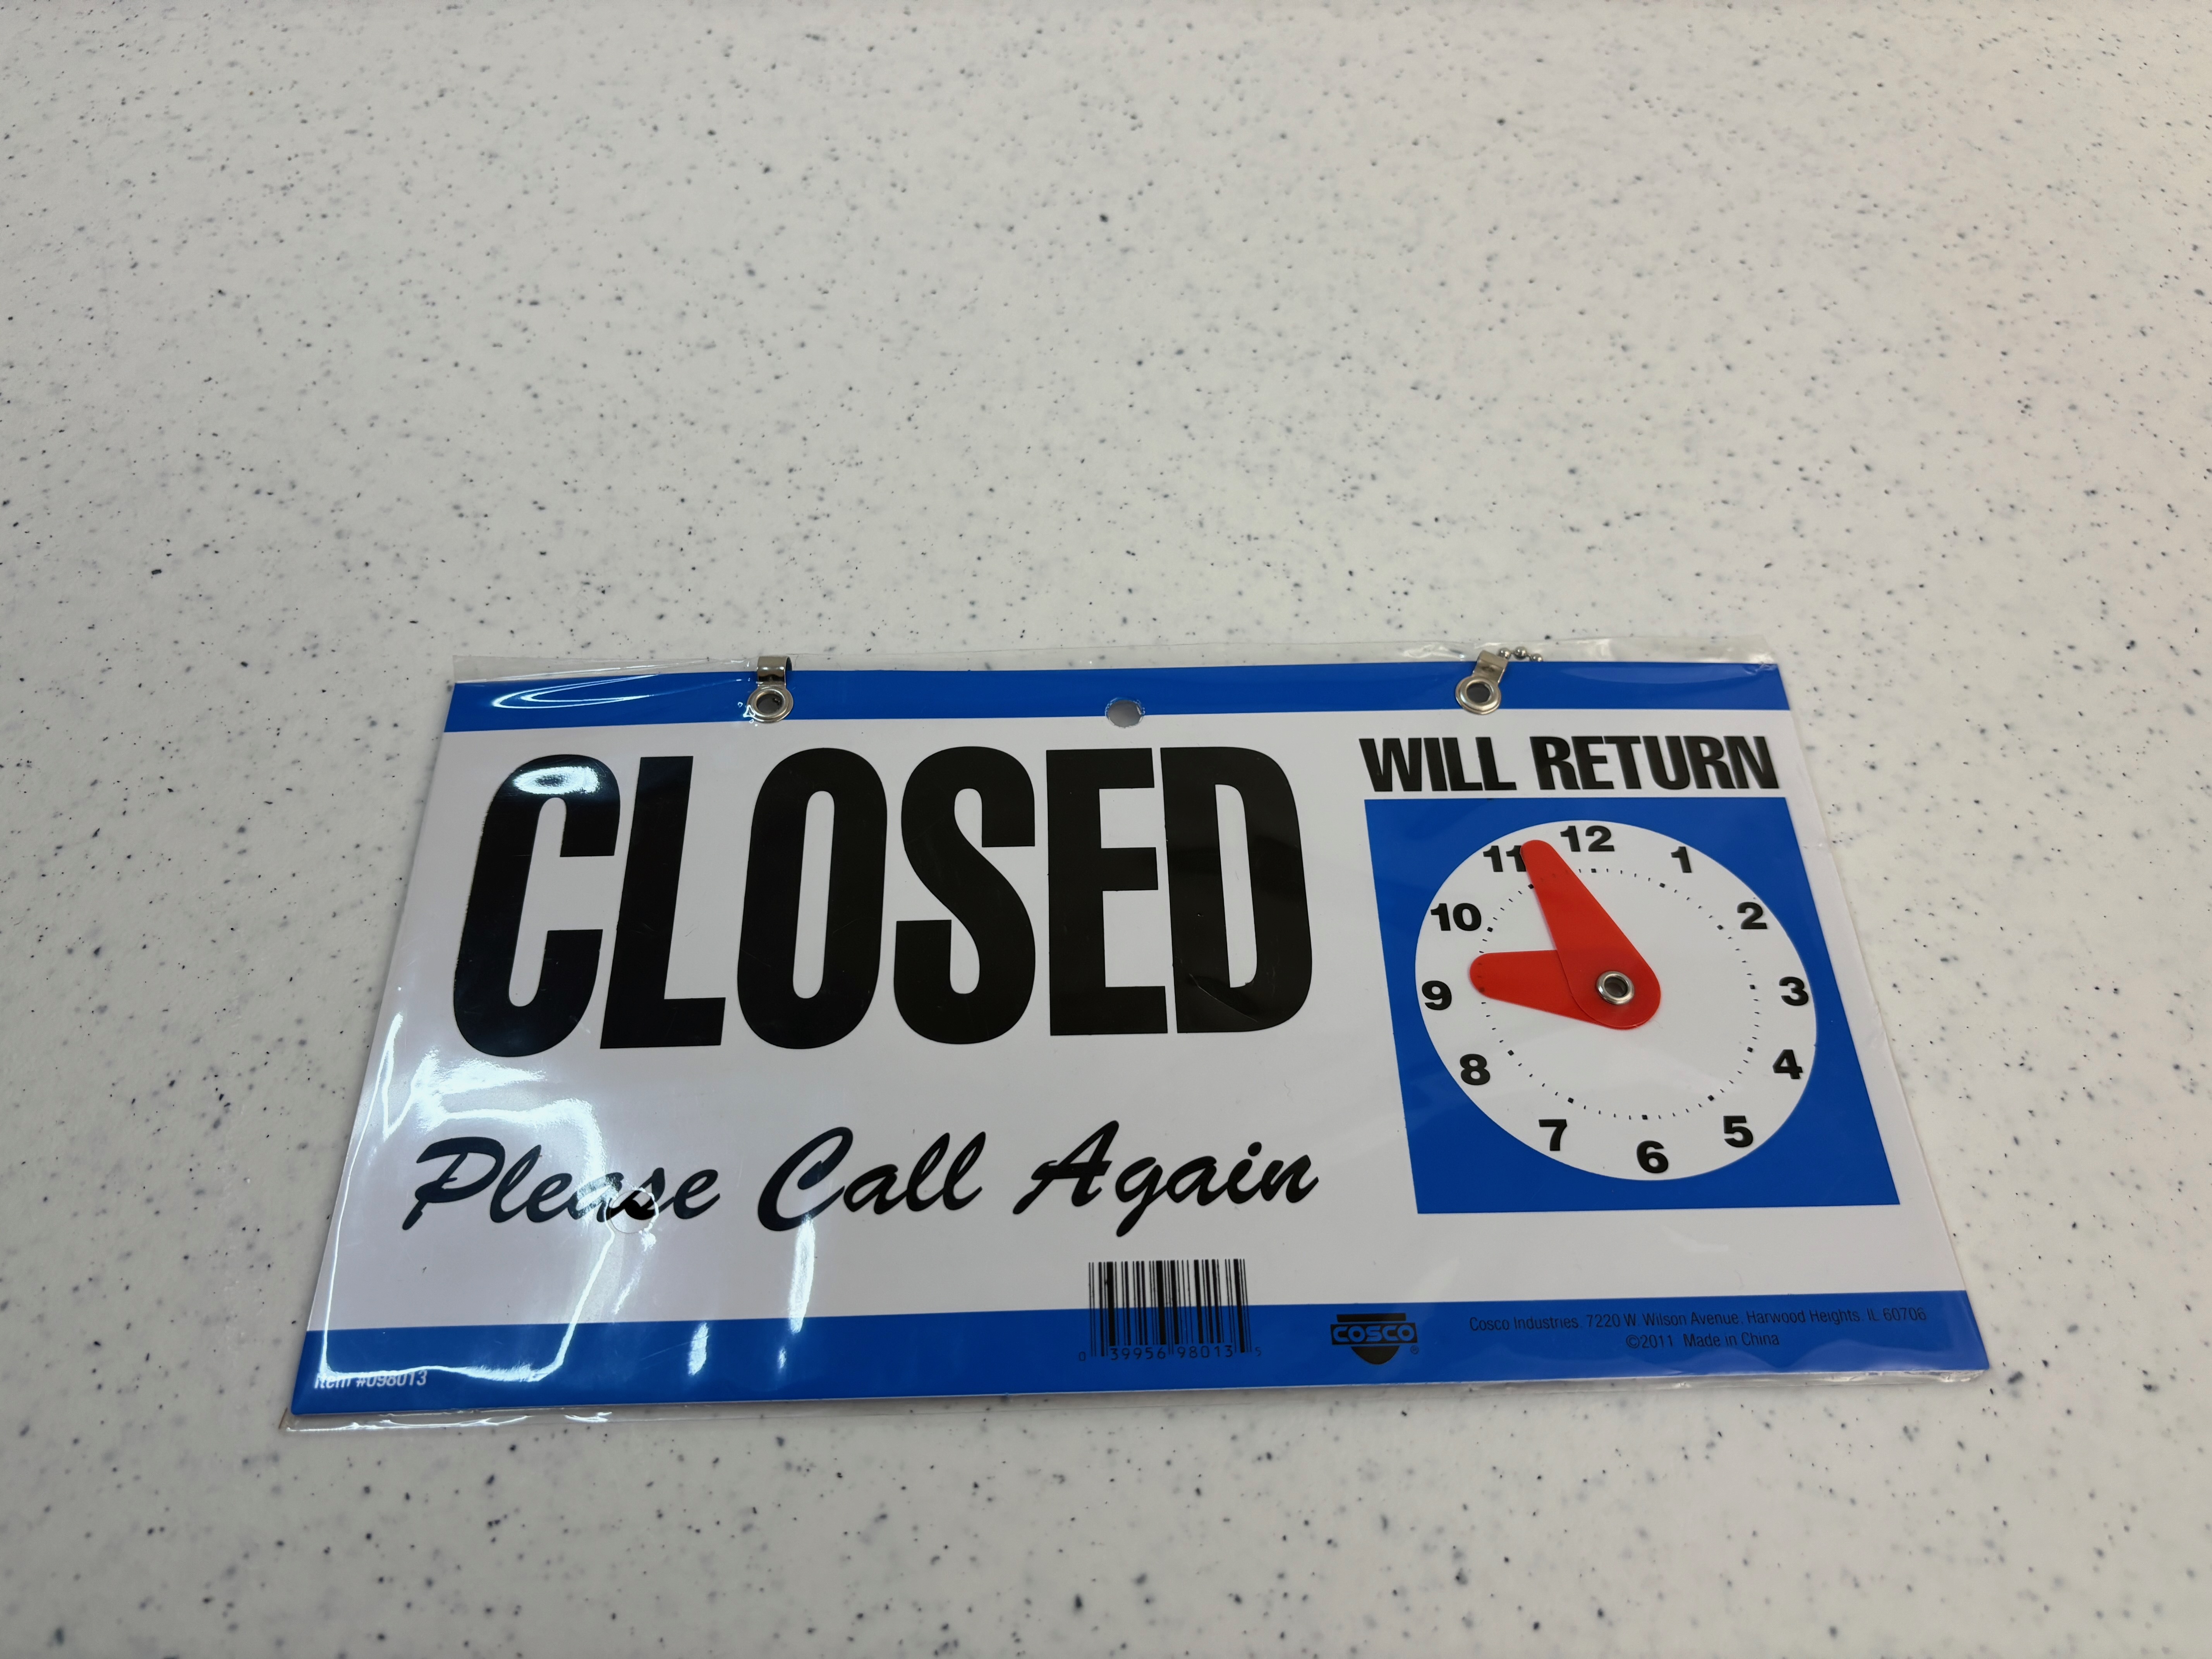 CLOSED
WILL RETURN
12
11
1
10
2
9
3
8
4
7
5
6
Please Call Again
0 39956 98013 5
COSCO ®
Cosco Industries, 7220 W. Wilson Avenue, Harwood Heights, IL 60706
©2011 Made in China
Item #098013